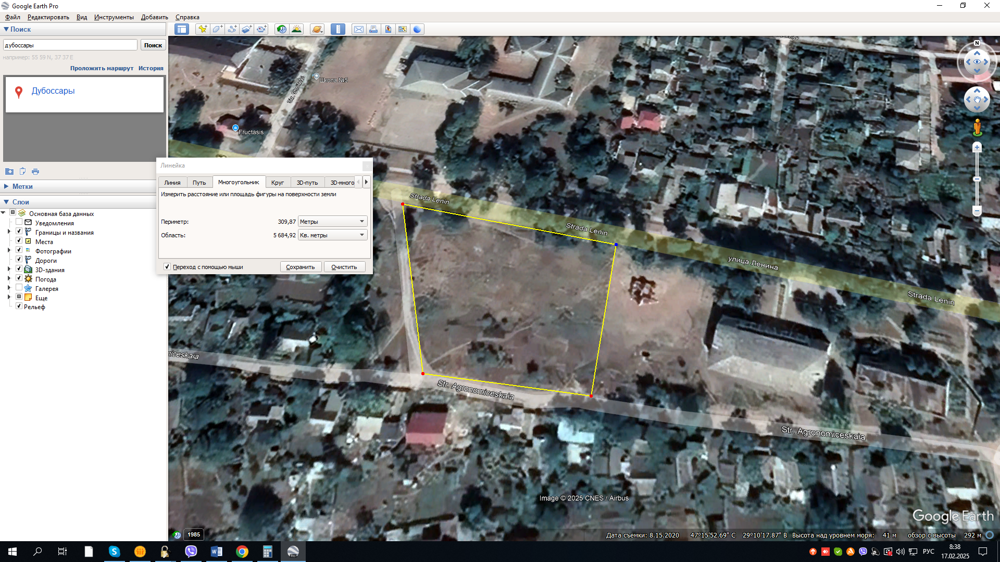 Google Earth Pro
Файл Редактировать Вид Инструменты Добавить Справка
Поиск
дубоссары
Поиск
например: 55 59 N, 37 37 E
Проложить маршрут История
Дубоссары
Метки
Слои
Основная база данных
Уведомления
Границы и названия
Места
Фотографии
Дороги
3D-здания
Погода
Галерея
Еще
Рельеф
Линейка
Линия Путь Многоугольник Круг 3D-путь 3D-много
Измерить расстояние или площадь фигуры на поверхности земли
Периметр: 309,87 Метры
Область: 5 684,92 Кв. метры
Переход с помощью мыши
Сохранить Очистить
N
Школа №5
Fructasis
Strada Lenin
Strada Lenin
улица Ленина
Strada Lenin
Str. Agronomiceskaia
Str. Agronomiceskaia
Image © 2025 CNES / Airbus
Google Earth
1985
Дата съемки: 8.15.2020 47°15'52.69" С 29°10'17.87" В Высота над уровнем моря: 41 м обзор с высоты 292 м
РУС
8:38
17.02.2025